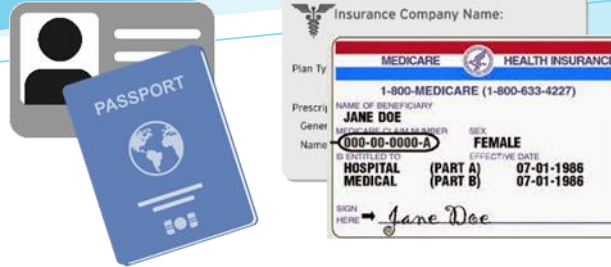 PASSPORT
Insurance Company Name:
Plan Ty
Prescri
Gener
Name
MEDICARE HEALTH INSURANCE
1-800-MEDICARE (1-800-633-4227)
NAME OF BENEFICIARY
JANE DOE
MEDICARE CLAIM NUMBER SEX
000-00-0000-A FEMALE
IS ENTITLED TO EFFECTIVE DATE
HOSPITAL (PART A) 07-01-1986
MEDICAL (PART B) 07-01-1986
SIGN
HERE Jane Doe